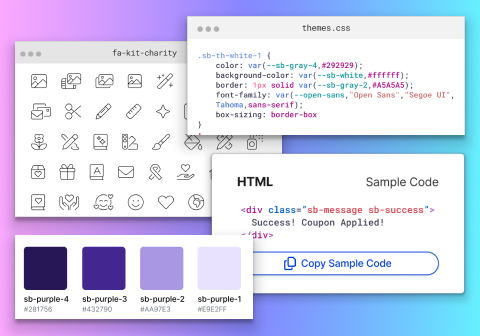 themes.css
fa-kit-charity
.sb-th-white-1 {
color: var(--sb-gray-4,#292929);
background-color: var(--sb-white,#ffffff);
border: 1px solid var(--sb-gray-2,#A5A5A5);
font-family: var(--open-sans,"Open Sans","Segoe UI",
Tahoma,sans-serif);
box-sizing: border-box
}
HTML
Sample Code
<div class="sb-message sb-success">
Success! Coupon Applied!
</div>
Copy Sample Code
sb-purple-4
#281756
sb-purple-3
#432790
sb-purple-2
#AA97E3
sb-purple-1
#E9E2FF